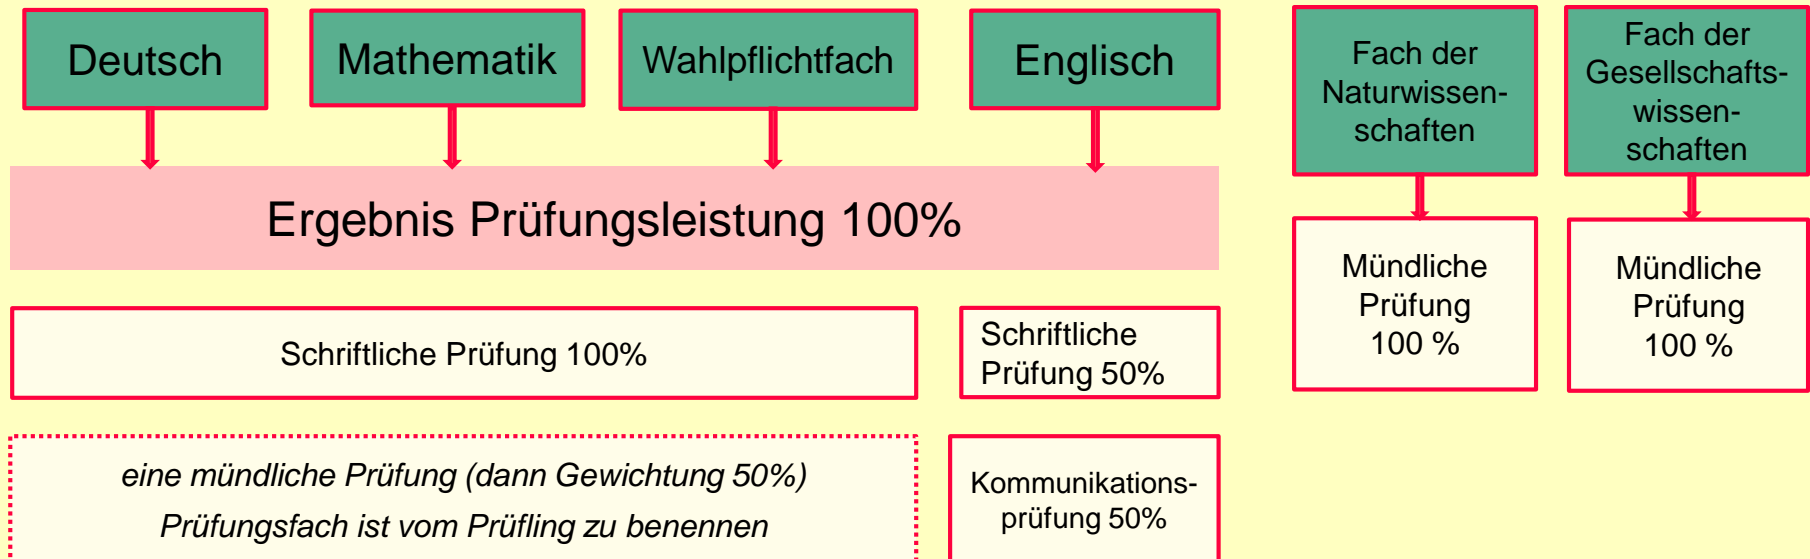 Deutsch
Mathematik
Wahlpflichtfach
Englisch
Fach der
Naturwissen-
schaften
Fach der
Gesellschafts-
wissen-
schaften
Ergebnis Prüfungsleistung 100%
Mündliche
Prüfung
100 %
Mündliche
Prüfung
100 %
Schriftliche Prüfung 100%
Schriftliche
Prüfung 50%
eine mündliche Prüfung (dann Gewichtung 50%)
Prüfungsfach ist vom Prüfling zu benennen
Kommunikations-
prüfung 50%